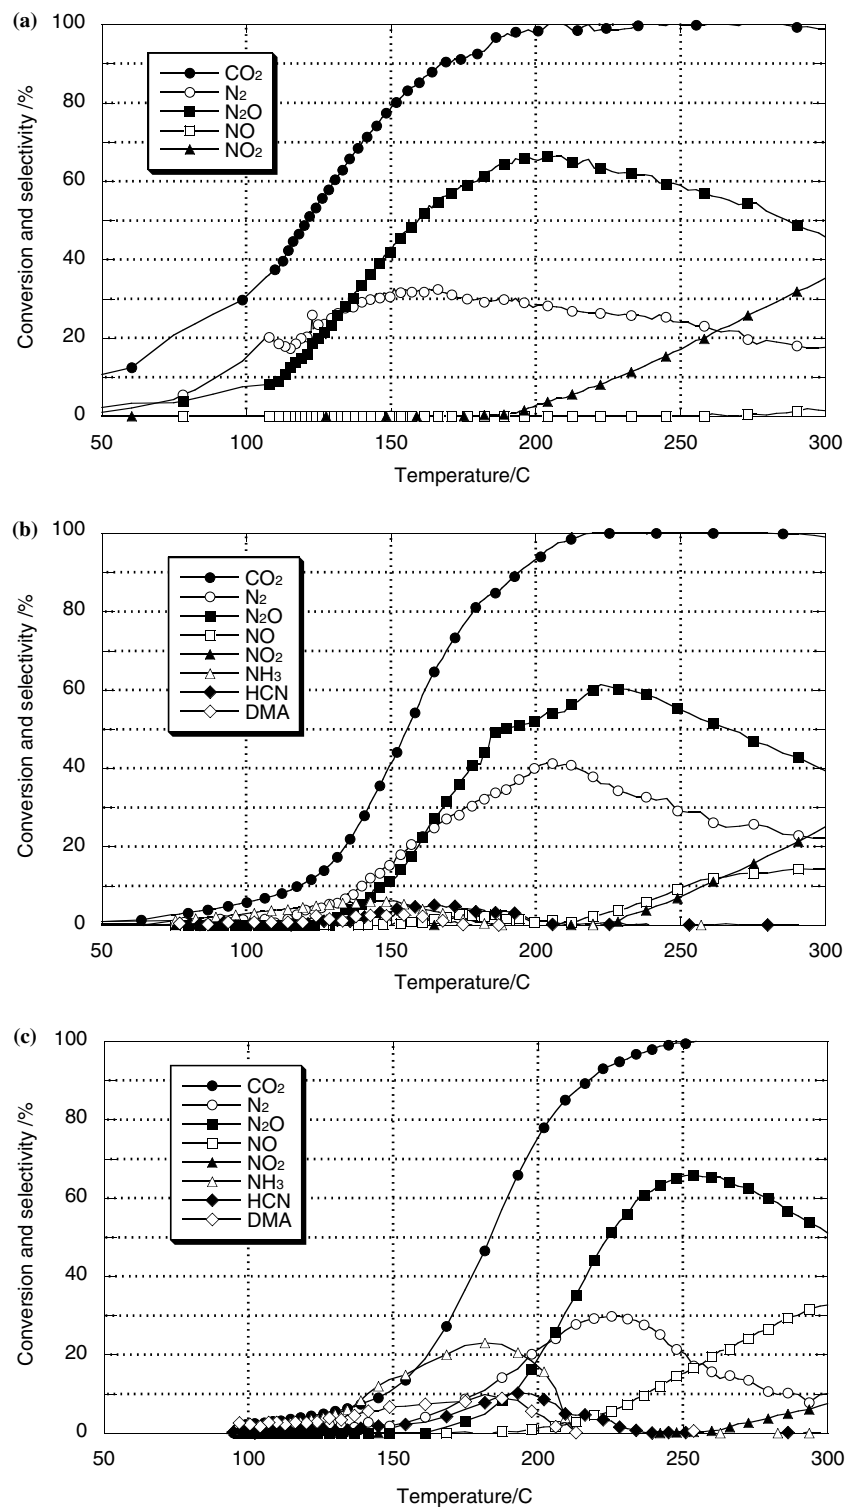 (a)
100
80
60
40
20
0
Conversion and selectivity /%
CO2
N2
N2O
NO
NO2
50 100 150 200 250 300
Temperature/C
(b)
100
80
60
40
20
0
Conversion and selectivity /%
CO2
N2
N2O
NO
NO2
NH3
HCN
DMA
50 100 150 200 250 300
Temperature/C
(c)
100
80
60
40
20
0
Conversion and selectivity /%
CO2
N2
N2O
NO
NO2
NH3
HCN
DMA
50 100 150 200 250 300
Temperature/C